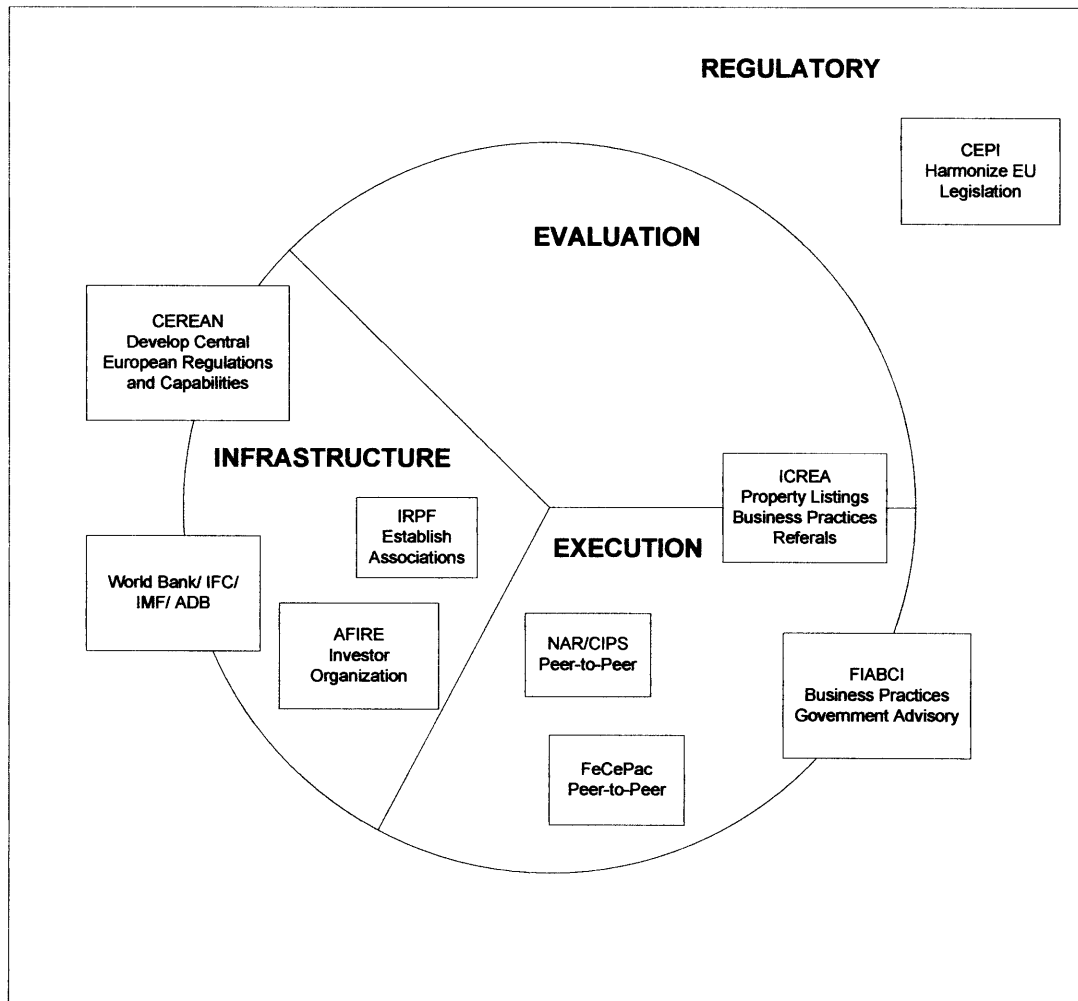 REGULATORY
CEPI
Harmonize EU
Legislation
EVALUATION
CEREAN
Develop Central
European Regulations
and Capabilities
INFRASTRUCTURE
ICREA
Property Listings
Business Practices
Referals
IRPF
Establish
Associations
EXECUTION
World Bank/ IFC/
IMF/ ADB
AFIRE
Investor
Organization
NAR/CIPS
Peer-to-Peer
FIABCI
Business Practices
Government Advisory
FeCePac
Peer-to-Peer